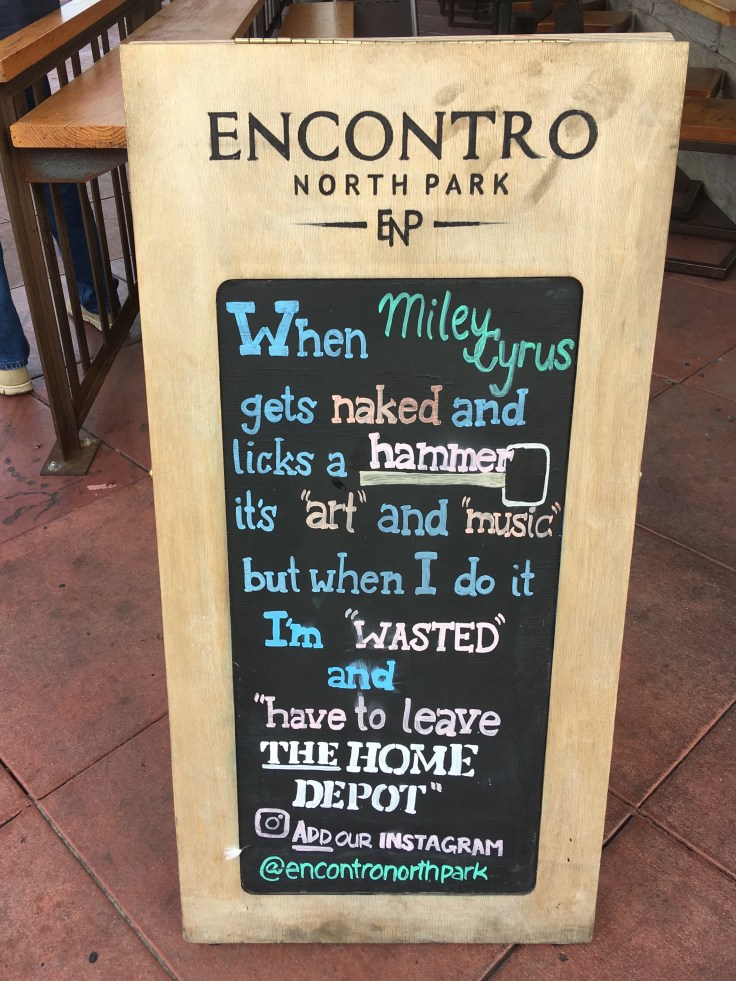 ENCONTRO
NORTH PARK
ENP
When Miley Cyrus
gets naked and
licks a hammer
it's "art" and "music"
but when I do it
I'm "WASTED"
and
"have to leave
THE HOME
DEPOT"
ADD OUR INSTAGRAM
@encontronorthpark